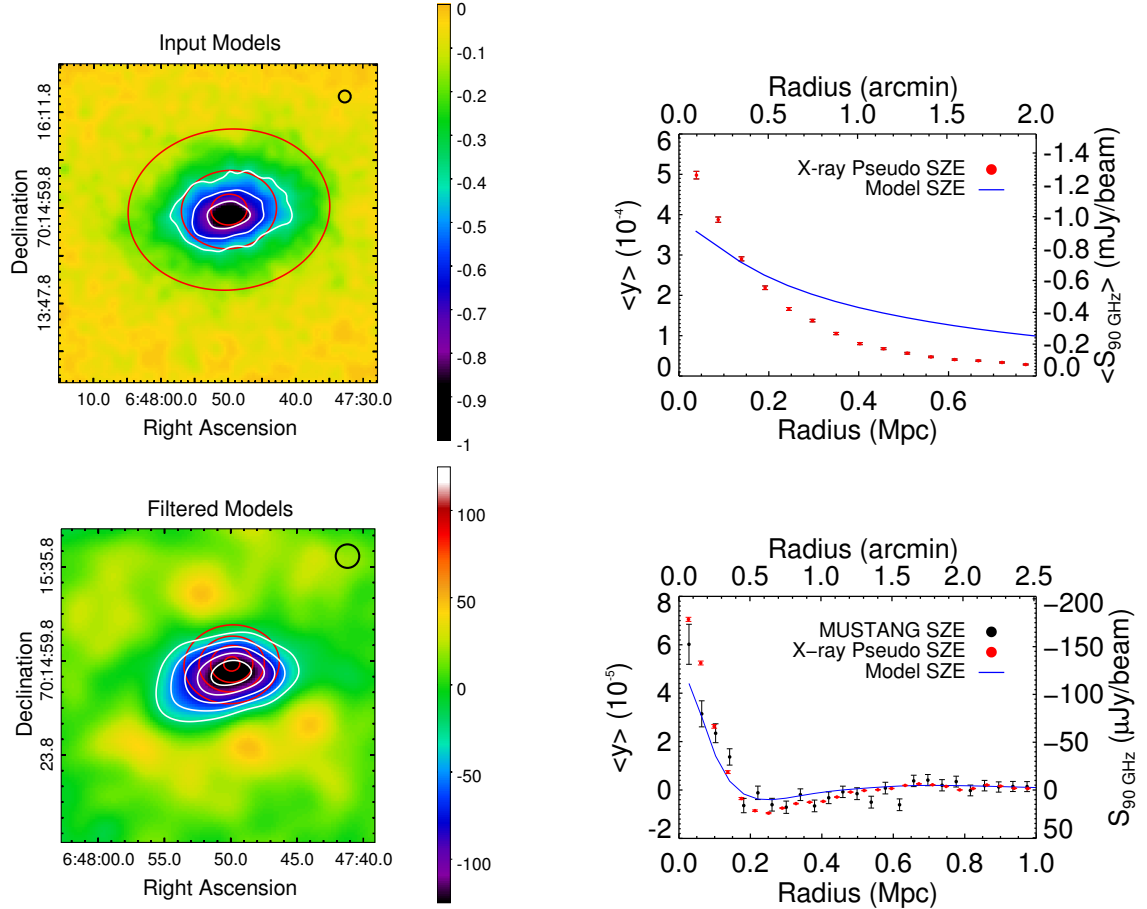 Input Models
Declination
16:11.8
70:14:59.8
13:47.8
10.0 6:48:00.0 50.0 40.0 47:30.0
Right Ascension
0
-0.1
-0.2
-0.3
-0.4
-0.5
-0.6
-0.7
-0.8
-0.9
-1
Radius (arcmin)
0.0 0.5 1.0 1.5 2.0
X-ray Pseudo SZE
Model SZE
<y> (10⁻⁴)
6
5
4
3
2
1
0
-1.4
-1.2
-1.0
-0.8
-0.6
-0.4
-0.2
0.0
<S₉₀ GHz> (mJy/beam)
0.0 0.2 0.4 0.6
Radius (Mpc)
Filtered Models
Declination
15:35.8
70:14:59.8
23.8
6:48:00.0 55.0 50.0 45.0 47:40.0
Right Ascension
100
50
0
-50
-100
Radius (arcmin)
0.0 0.5 1.0 1.5 2.0 2.5
MUSTANG SZE
X−ray Pseudo SZE
Model SZE
<y> (10⁻⁵)
8
6
4
2
0
-2
−200
−150
−100
−50
0
50
S₉₀ GHz (μJy/beam)
0.0 0.2 0.4 0.6 0.8 1.0
Radius (Mpc)